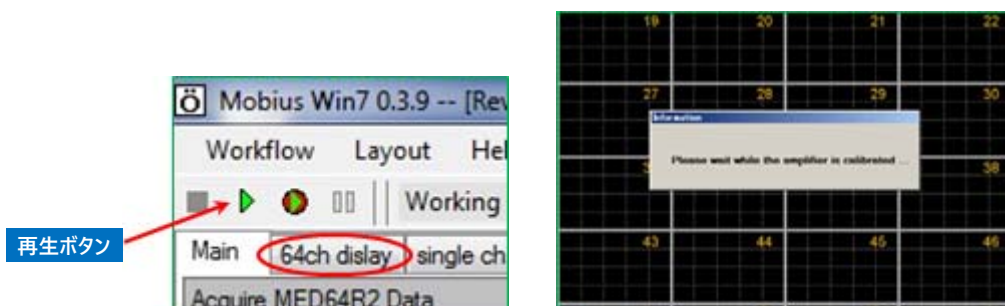 Mobius Win7 0.3.9 -- [Rev
Workflow Layout Hel
Working
再生ボタン
Main 64ch dislay single ch
Acquire MED64R2 Data
19 20 21 22
27 28 29 30
Information
Please wait while the amplifier is calibrated ...
38
43 44 45 46